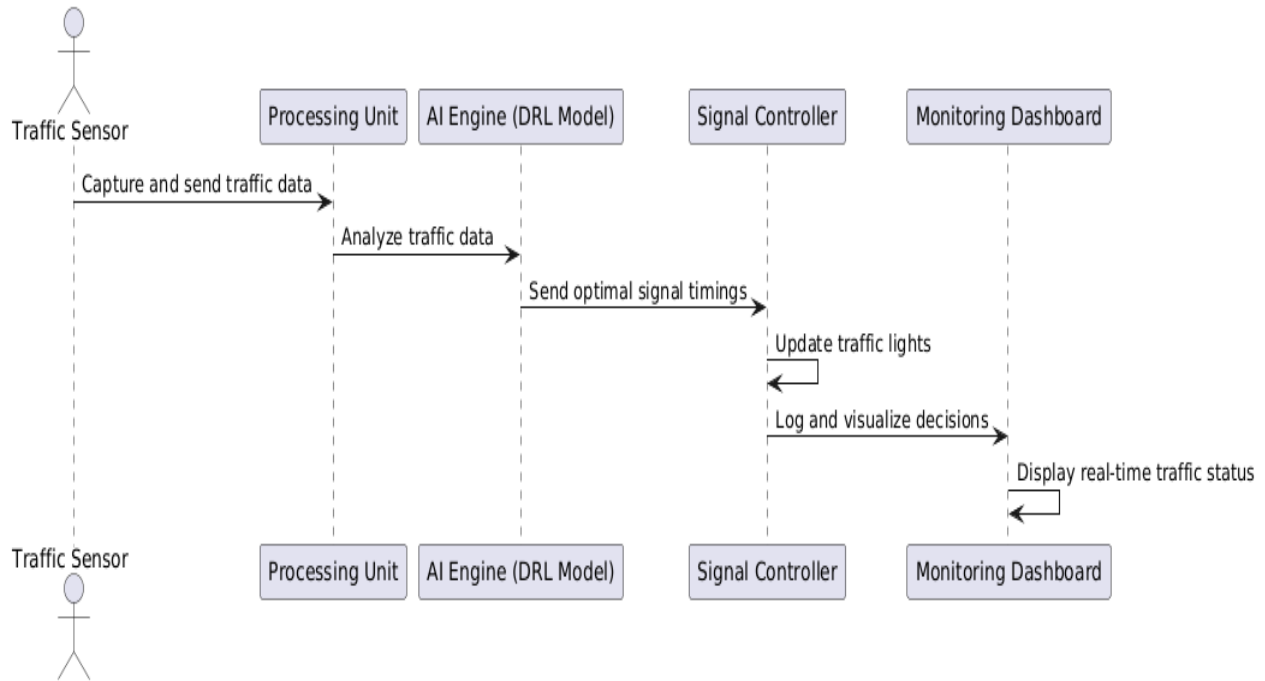 Traffic Sensor
Processing Unit
AI Engine (DRL Model)
Signal Controller
Monitoring Dashboard
Capture and send traffic data
Analyze traffic data
Send optimal signal timings
Update traffic lights
Log and visualize decisions
Display real-time traffic status
Traffic Sensor
Processing Unit
AI Engine (DRL Model)
Signal Controller
Monitoring Dashboard